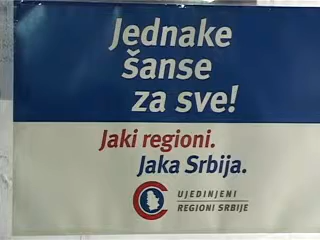 Jednake
šanse
za sve!
Jaki regioni.
Jaka Srbija.
UJEDINJENI
REGIONI SRBIJE